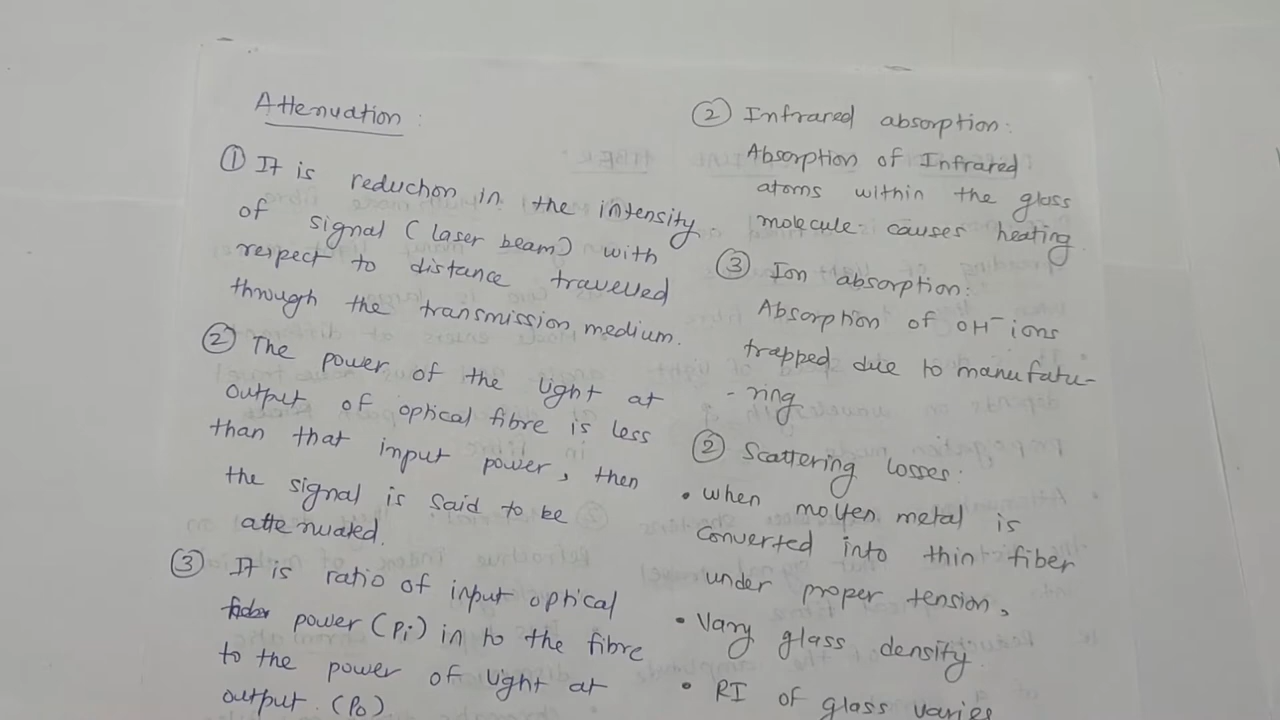 Attenuation :
① It is reduction in the intensity
of signal (laser beam) with
respect to distance travelled
through the transmission medium.
② The power of the light at
output of optical fibre is less
than that input power, then
the signal is said to be
attenuated.
③ It is ratio of input optical
power (Pi) in to the fibre
to the power of light at
output. (Po)
② Infrared absorption:
Absorption of Infrared
atoms within the glass
molecule causes heating
③ Ion absorption:
Absorption of OH⁻ ions
trapped due to manufatu-
-ring
② Scattering losses:
• when molten metal is
converted into thin fiber
under proper tension,
• Vary glass density
• RI of glass varies